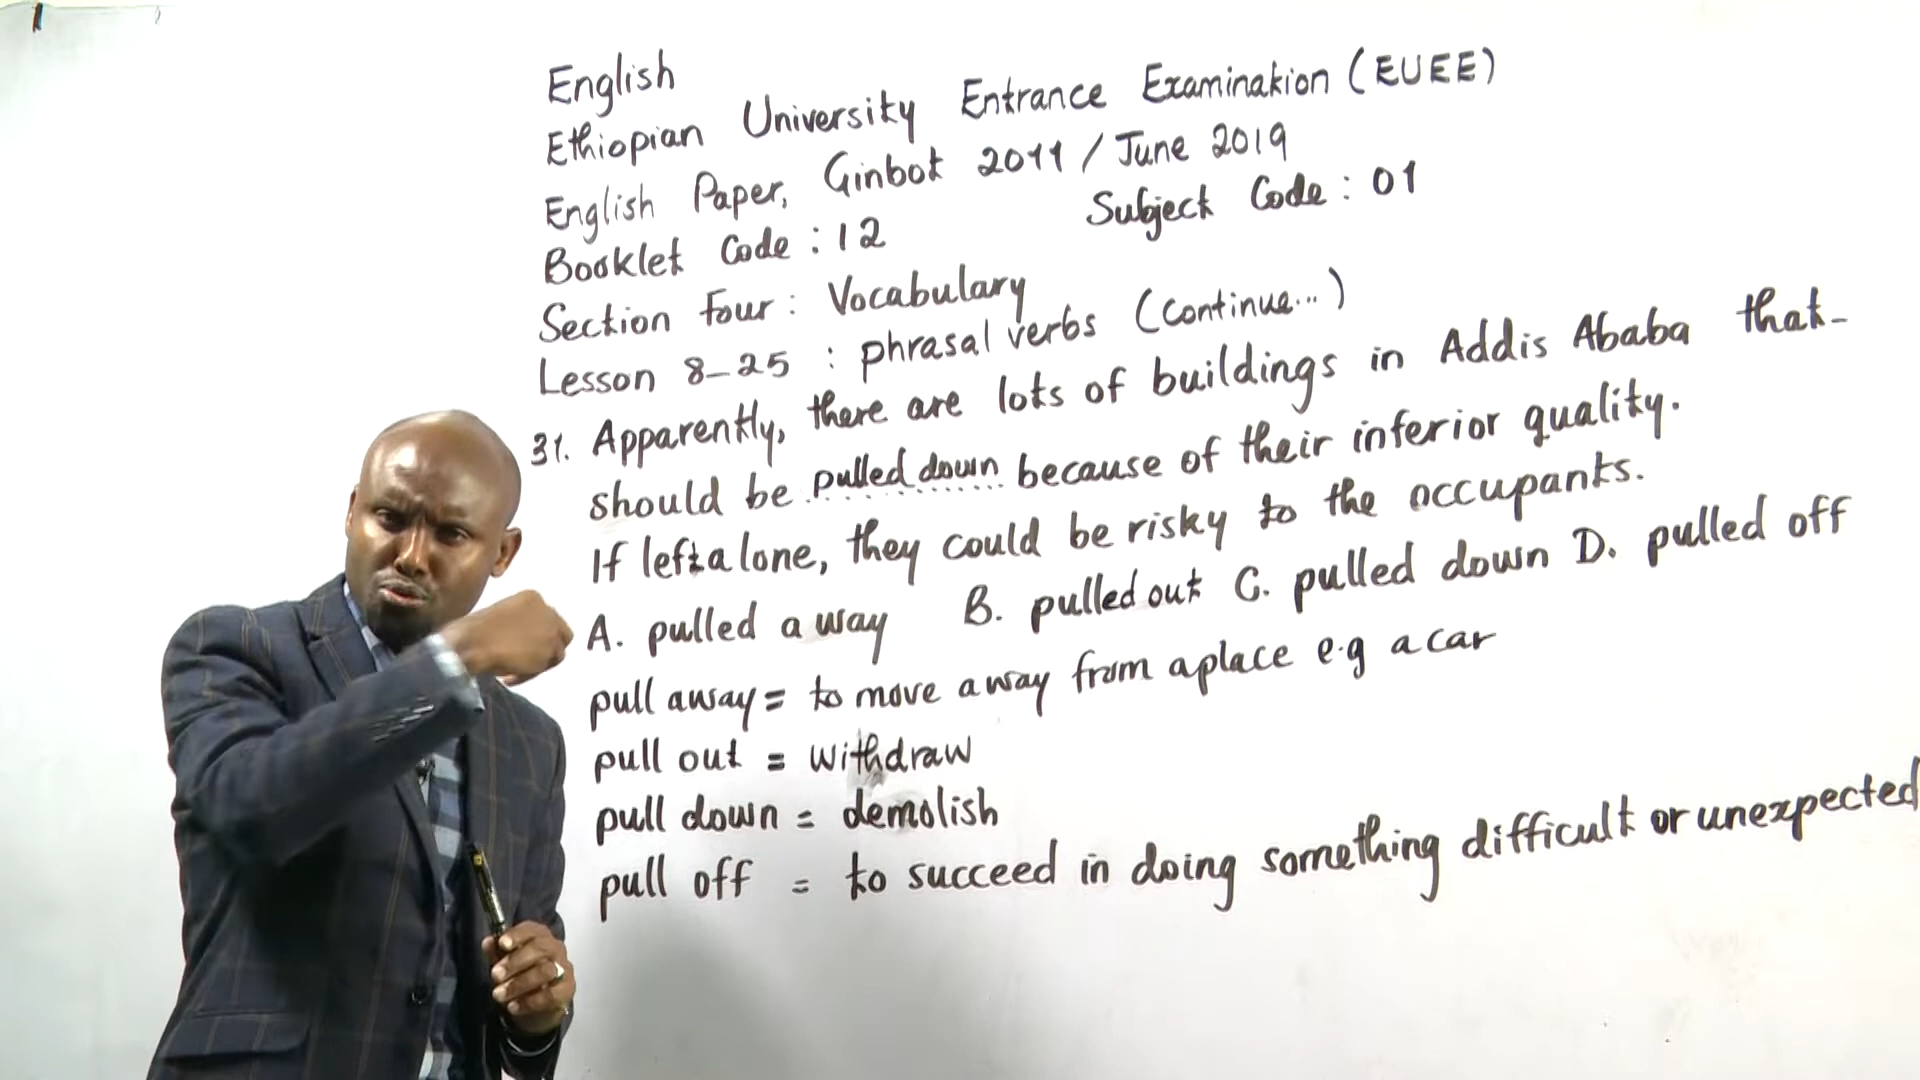 English
Ethiopian University Entrance Examination (EUEE)
English Paper, Ginbot 2011 / June 2019
Booklet Code : 12 Subject Code : 01
Section four : Vocabulary
Lesson 8-25 : phrasal verbs (continue...)
31. Apparently, there are lots of buildings in Addis Ababa that-
should be pulled down because of their inferior quality.
If left alone, they could be risky to the occupants.
A. pulled away B. pulled out C. pulled down D. pulled off
pull away = to move away from a place e.g a car
pull out = withdraw
pull down = demolish
pull off = to succeed in doing something difficult or unexpected